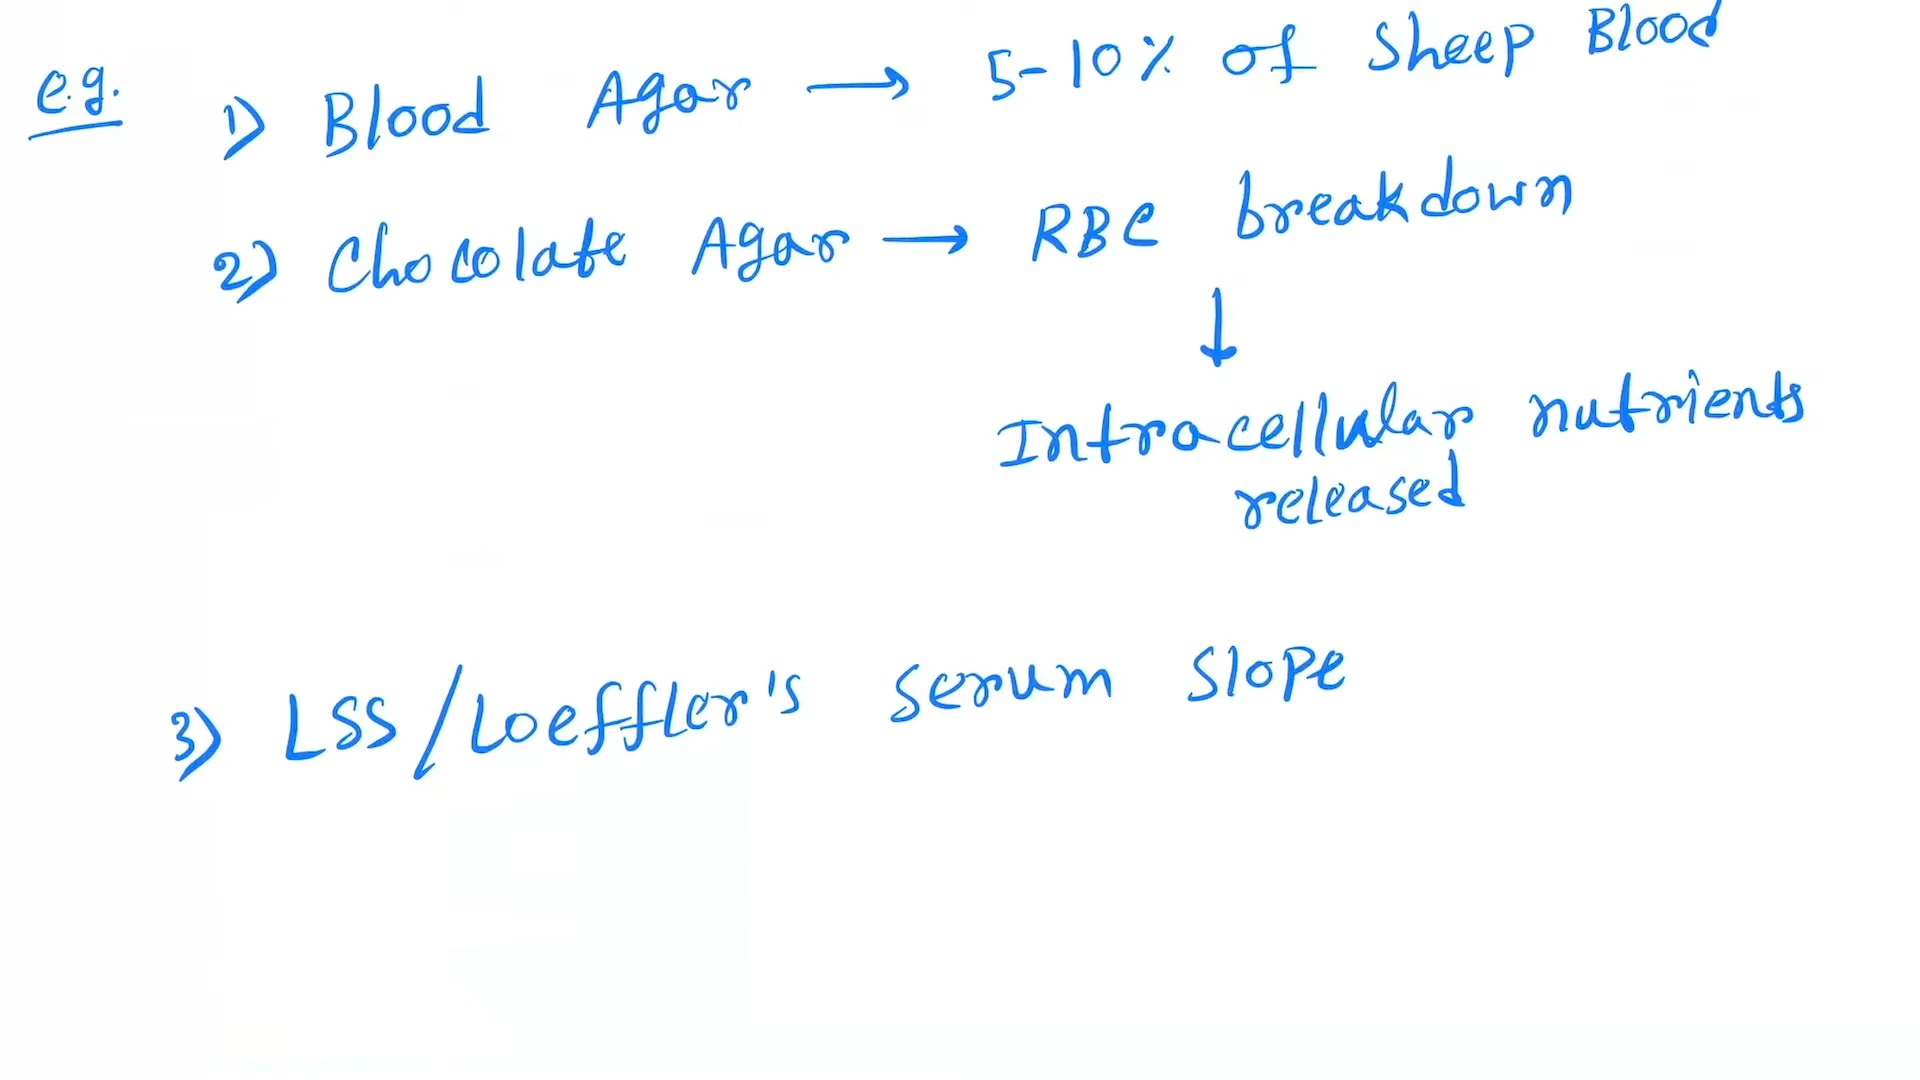 e.g. 1) Blood Agar → 5-10% of Sheep Blood
2) Chocolate Agar → RBC breakdown
↓
Intracellular nutrients
released
3) LSS/Loeffler's serum slope